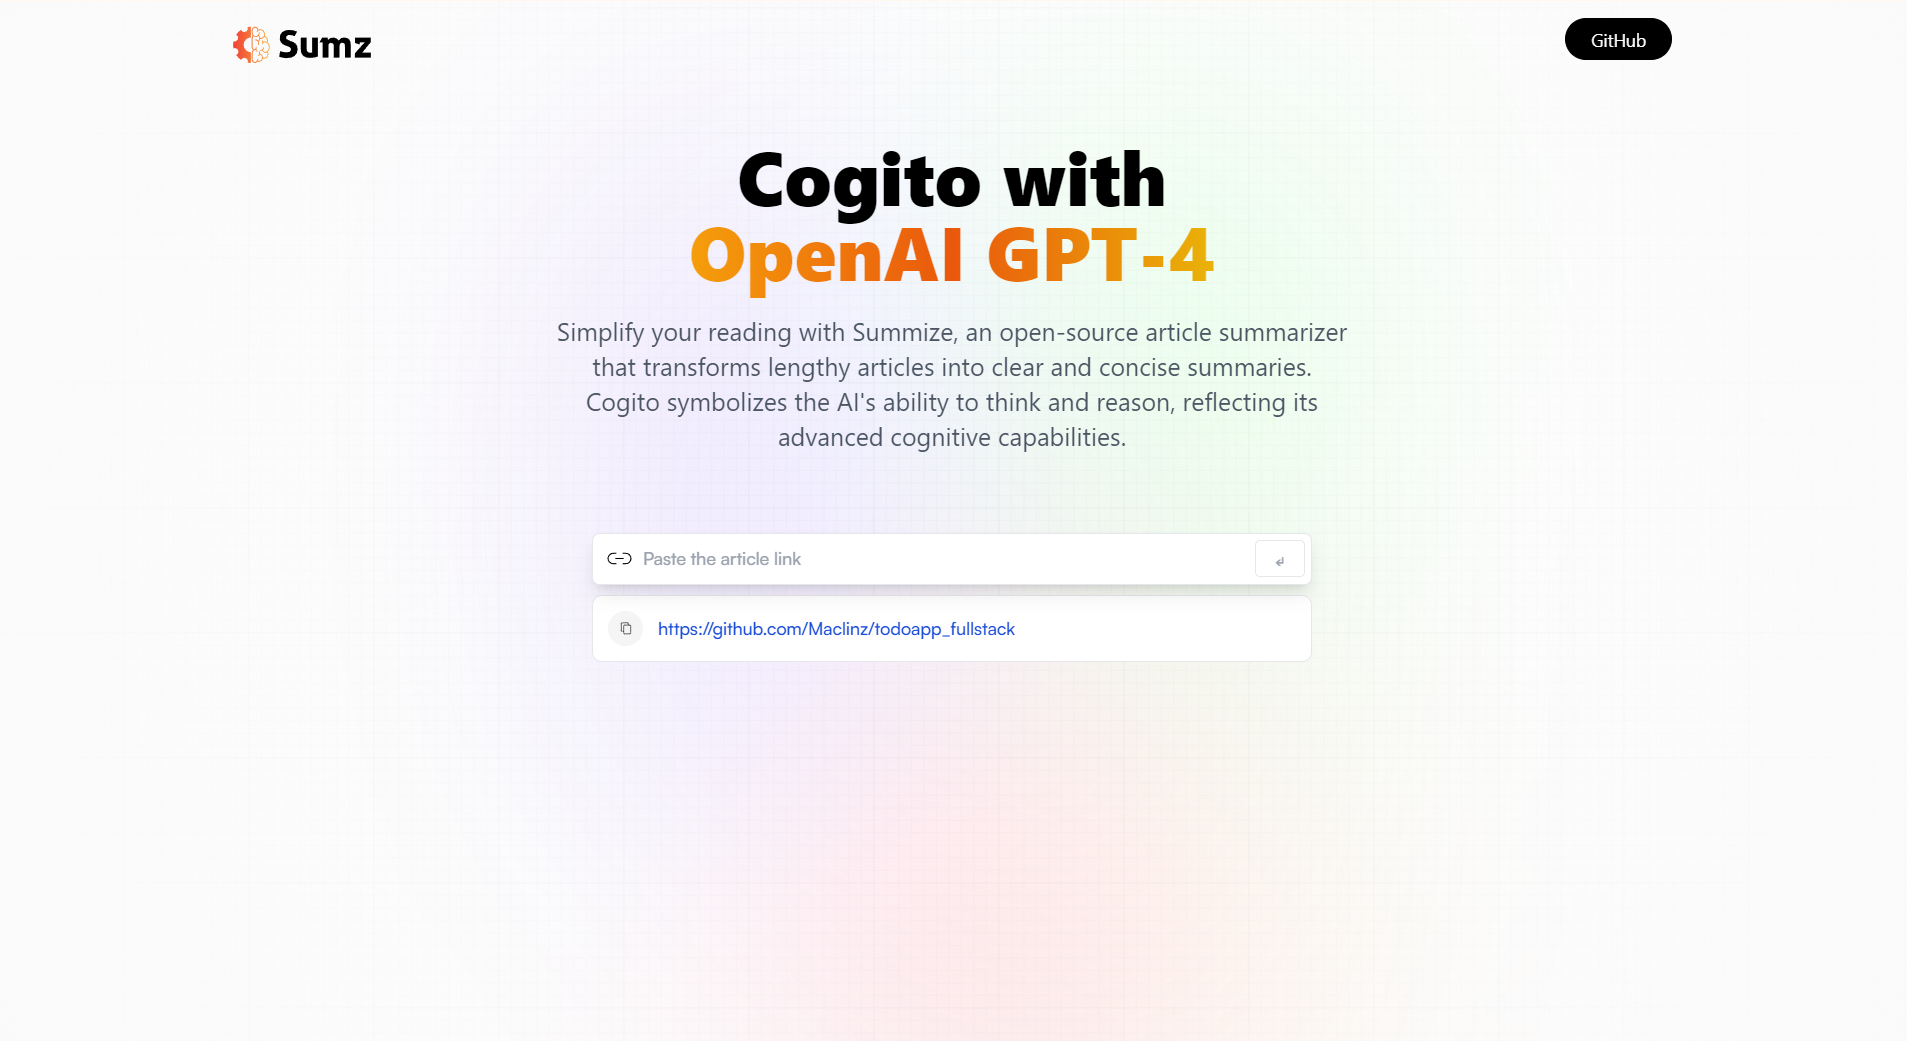 Sumz
GitHub
Cogito with
OpenAI GPT-4
Simplify your reading with Summize, an open-source article summarizer
that transforms lengthy articles into clear and concise summaries.
Cogito symbolizes the AI's ability to think and reason, reflecting its
advanced cognitive capabilities.
Paste the article link
https://github.com/Maclinz/todoapp_fullstack